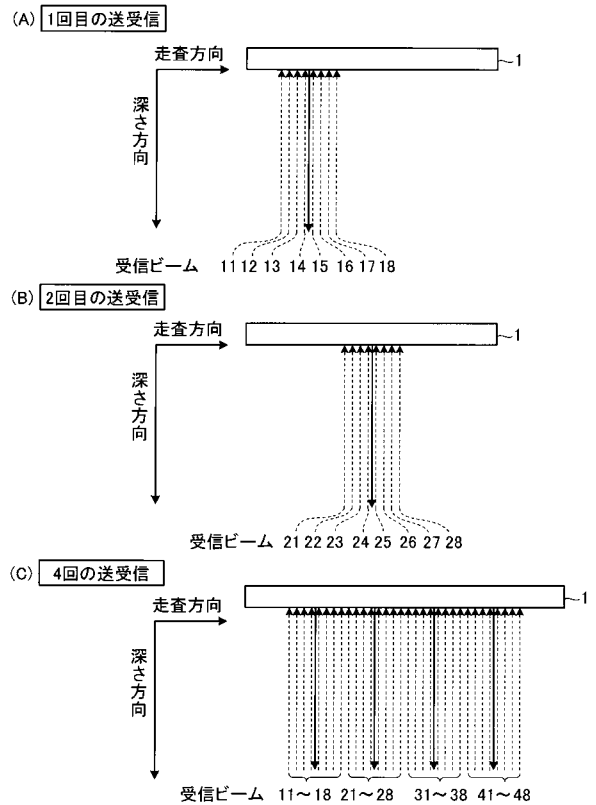 (A) 1回目の送受信
走査方向
1
深さ方向
受信ビーム 11 12 13 14 15 16 17 18
(B) 2回目の送受信
走査方向
1
深さ方向
受信ビーム 21 22 23 24 25 26 27 28
(C) 4回の送受信
走査方向
1
深さ方向
受信ビーム 11～18 21～28 31～38 41～48